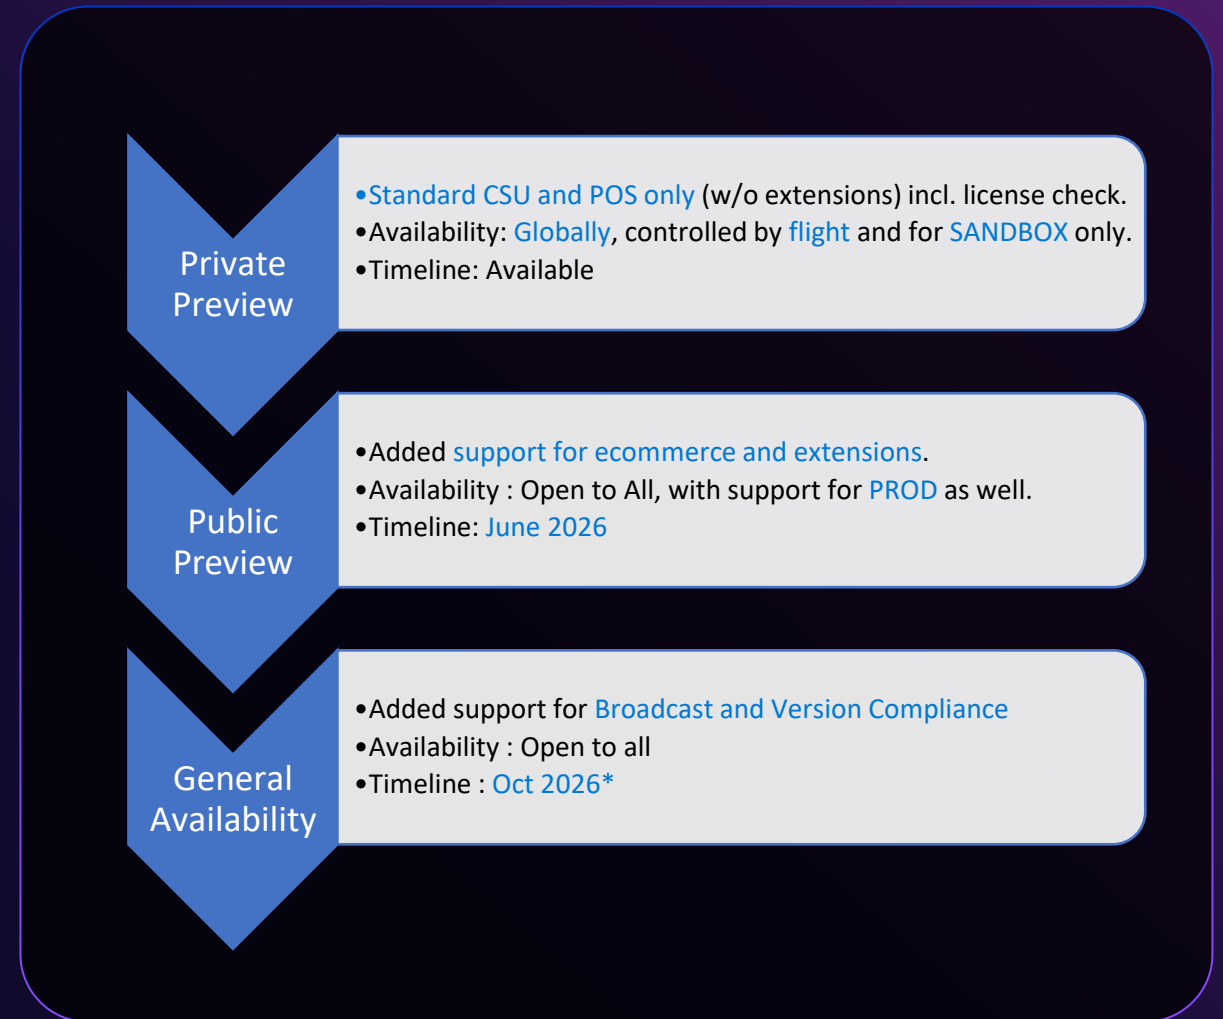 Private
Preview
•Standard CSU and POS only (w/o extensions) incl. license check.
•Availability: Globally, controlled by flight and for SANDBOX only.
•Timeline: Available
Public
Preview
•Added support for ecommerce and extensions.
•Availability : Open to All, with support for PROD as well.
•Timeline: June 2026
General
Availability
•Added support for Broadcast and Version Compliance
•Availability : Open to all
•Timeline : Oct 2026*